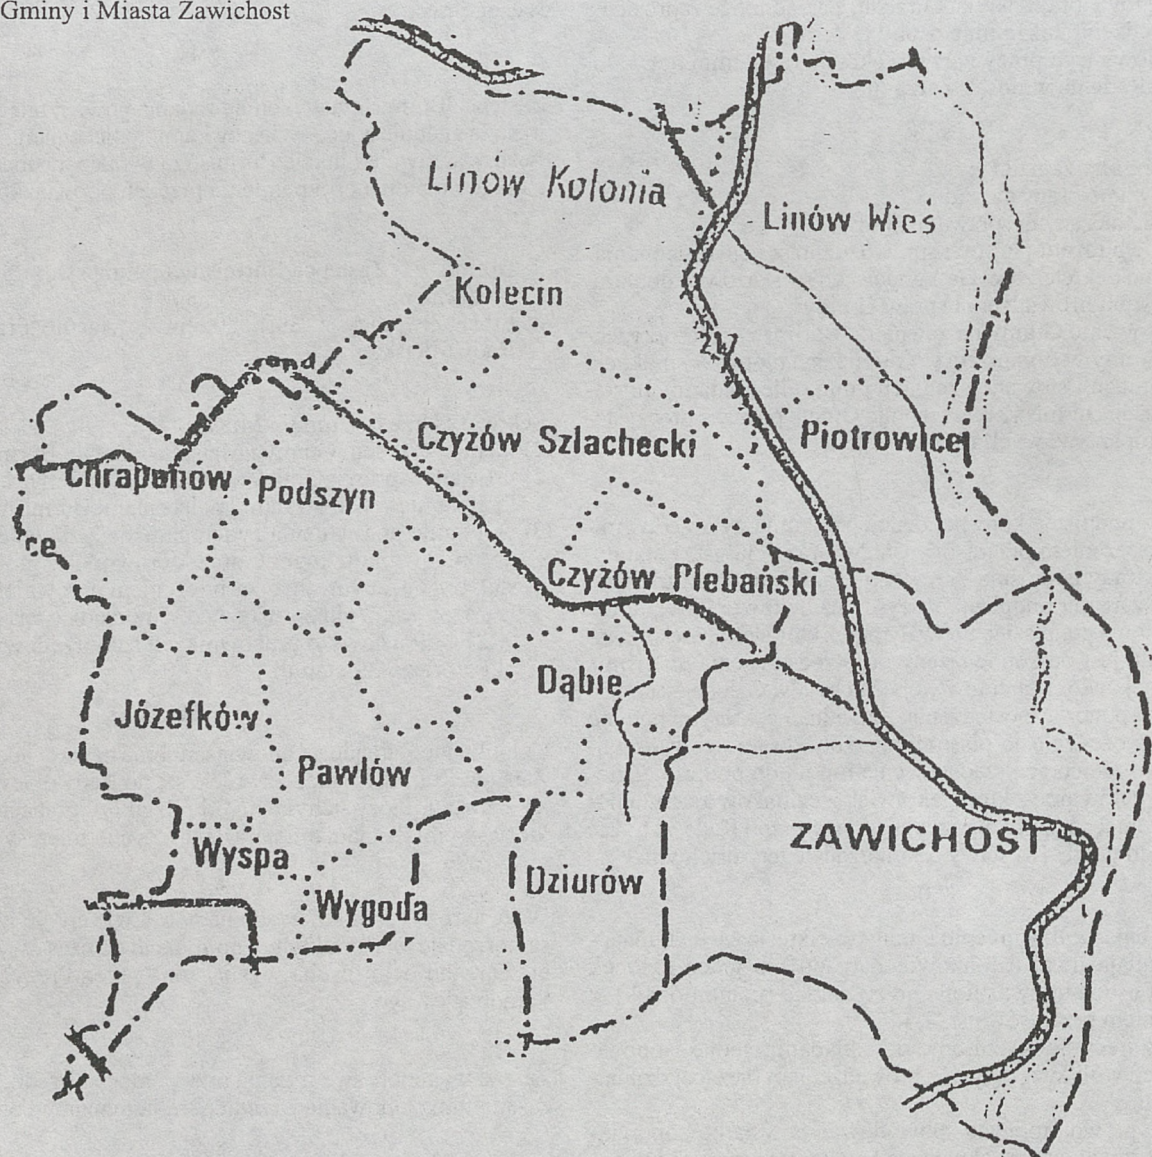 Gminy i Miasta Zawichost
Linów Kolonia
Linów Wieś
Kolecin
Czyżów Szlachecki
Piotrowice
Chrapanów
Podszyn
ce
Czyżów Plebański
Dąbie
Józefków
Pawlów
ZAWICHOST
Wyspa
Dziurów
Wygoda